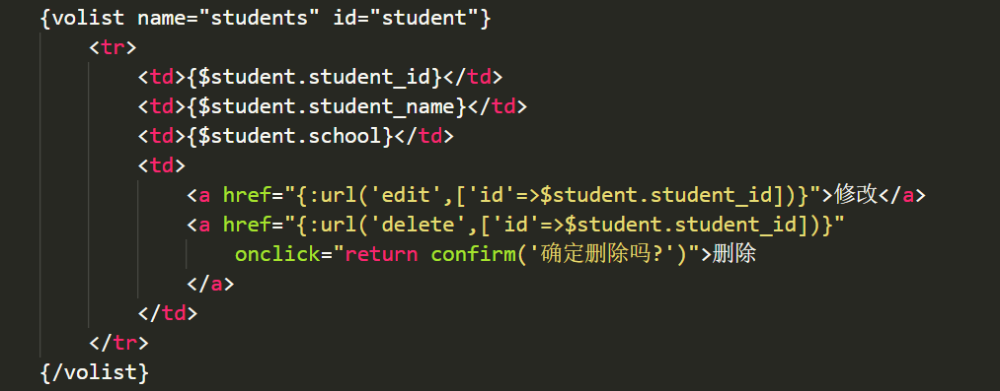 {volist name="students" id="student"}
<tr>
<td>{$student.student_id}</td>
<td>{$student.student_name}</td>
<td>{$student.school}</td>
<td>
<a href="{:url('edit',['id'=>$student.student_id])}">修改</a>
<a href="{:url('delete',['id'=>$student.student_id])}"
onclick="return confirm('确定删除吗?')">删除
</a>
</td>
</tr>
{/volist}